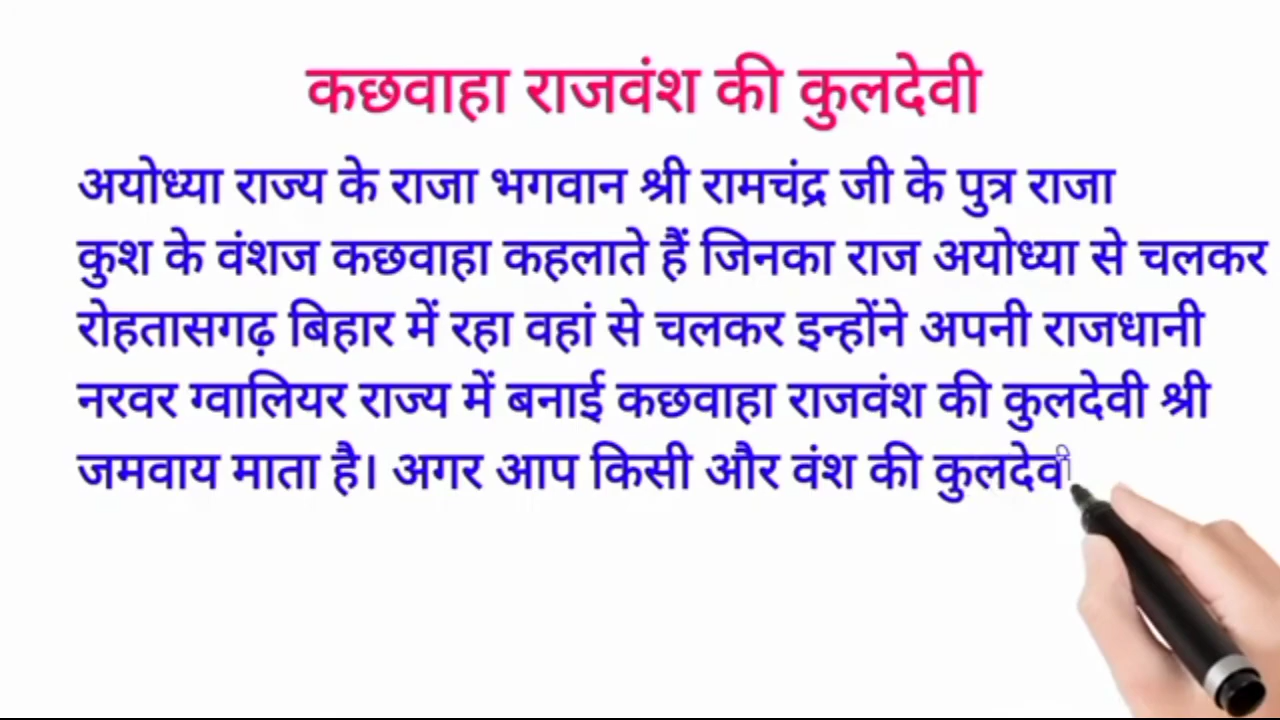 कछवाहा राजवंश की कुलदेवी
अयोध्या राज्य के राजा भगवान श्री रामचंद्र जी के पुत्र राजा
कुश के वंशज कछवाहा कहलाते हैं जिनका राज अयोध्या से चलकर
रोहतासगढ़ बिहार में रहा वहां से चलकर इन्होंने अपनी राजधानी
नरवर ग्वालियर राज्य में बनाई कछवाहा राजवंश की कुलदेवी श्री
जमवाय माता है। अगर आप किसी और वंश की कुलदेवी